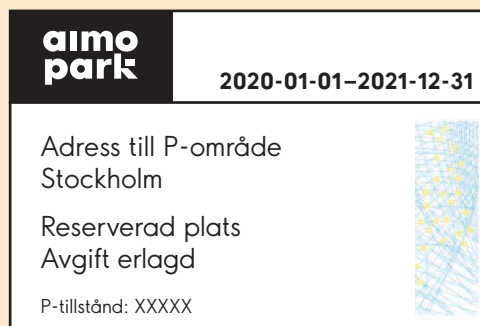 aimo
park
2020-01-01–2021-12-31
Adress till P-område
Stockholm
Reserverad plats
Avgift erlagd
P-tillstånd: XXXXX